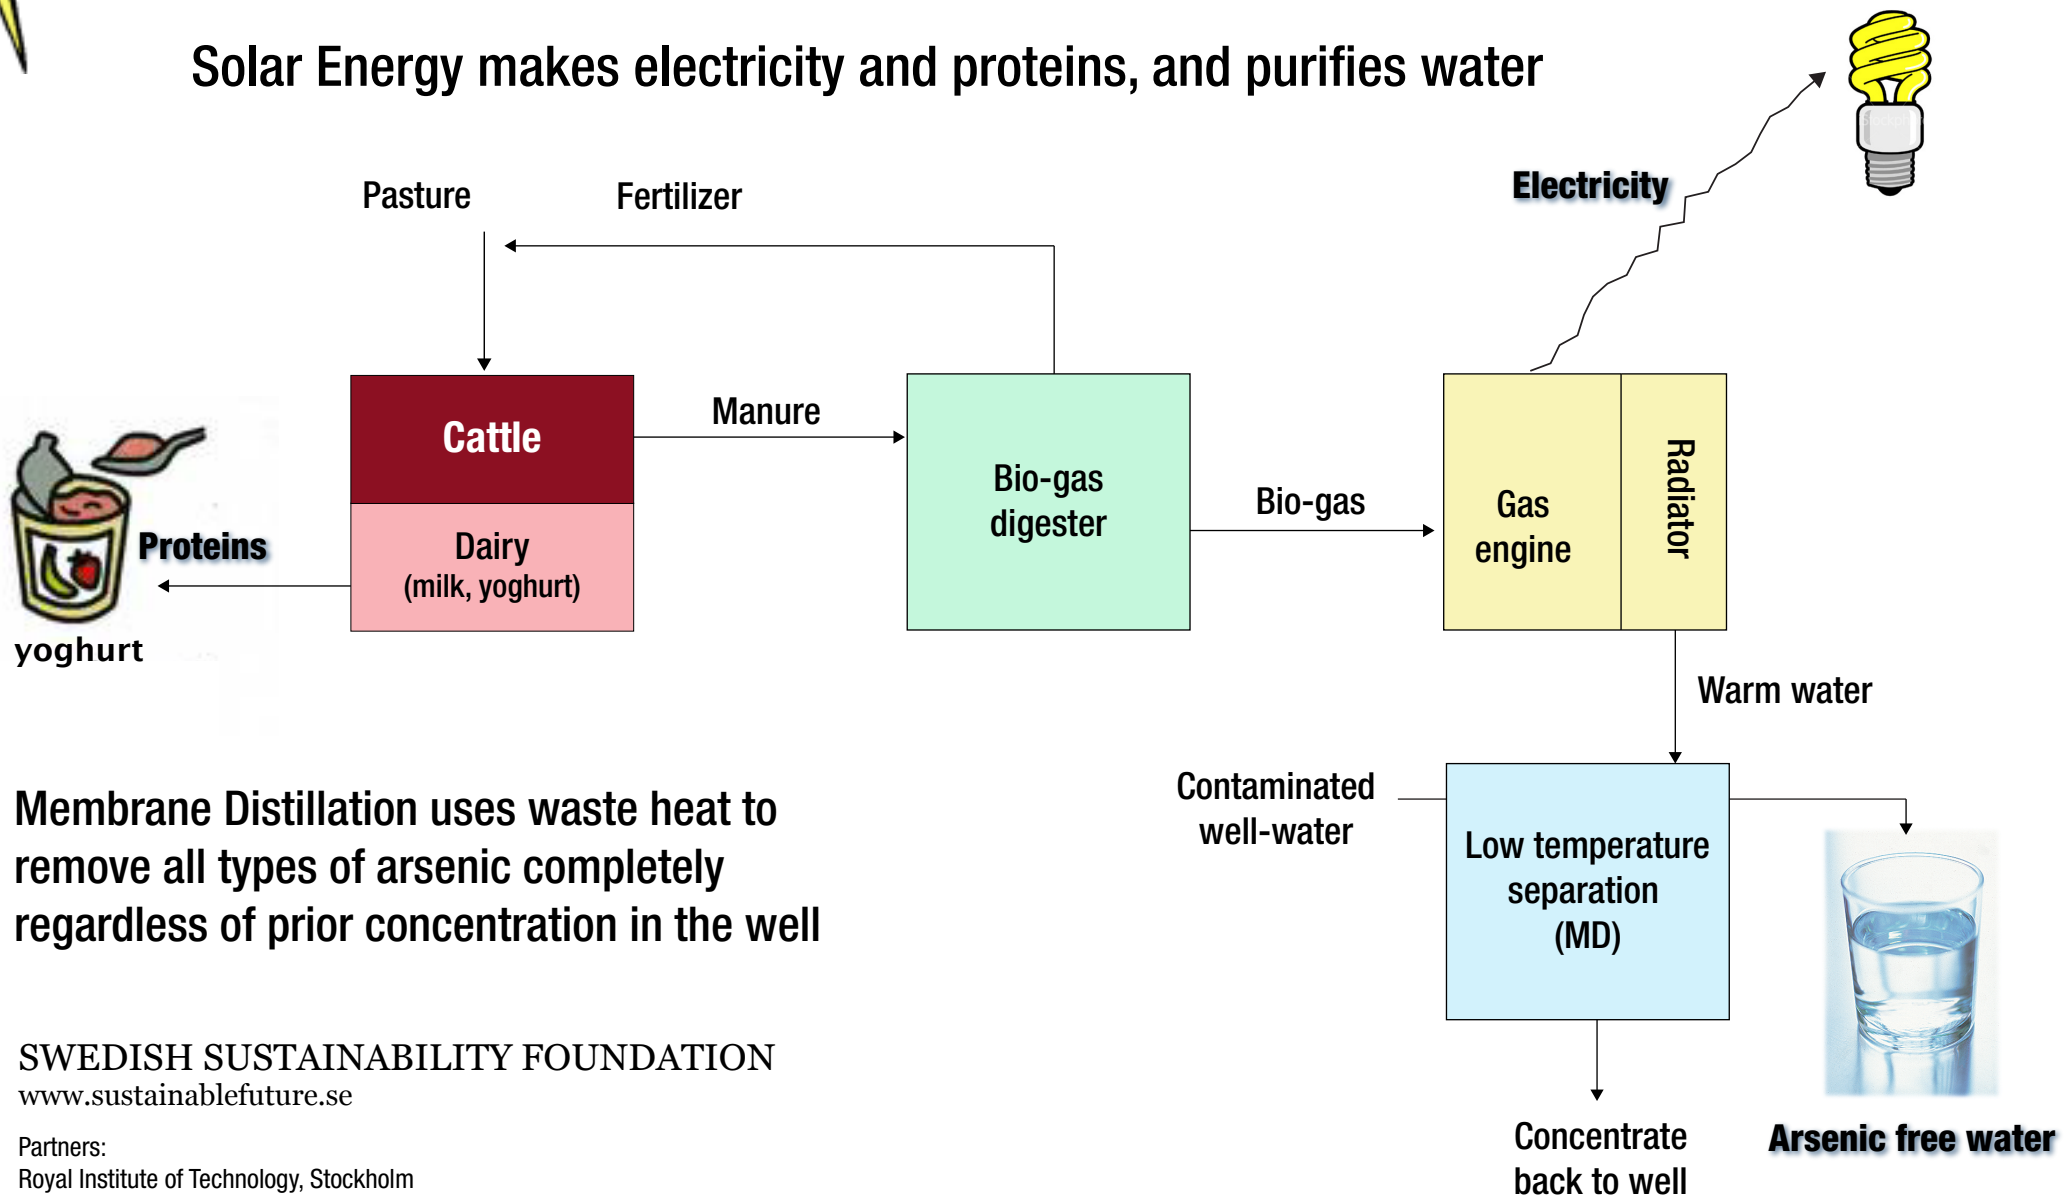 Solar Energy makes electricity and proteins, and purifies water
Pasture
Fertilizer
Electricity
Cattle
Manure
Bio-gas
digester
Bio-gas
Gas
engine
Radiator
Dairy
(milk, yoghurt)
Proteins
yoghurt
Warm water
Contaminated
well-water
Low temperature
separation
(MD)
Membrane Distillation uses waste heat to
remove all types of arsenic completely
regardless of prior concentration in the well
Concentrate
back to well
Arsenic free water
SWEDISH SUSTAINABILITY FOUNDATION
www.sustainablefuture.se
Partners:
Royal Institute of Technology, Stockholm